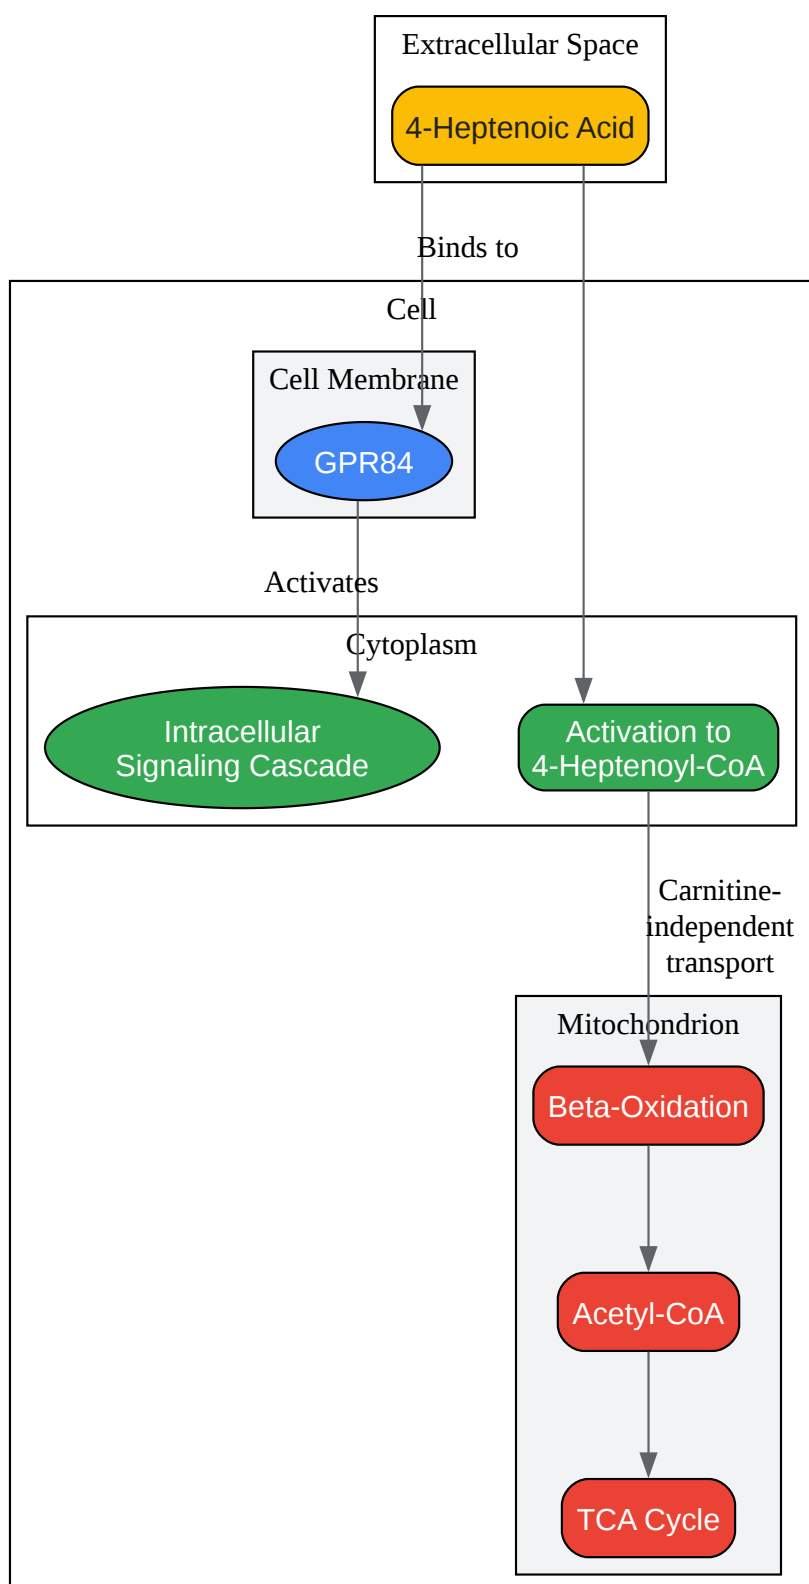 Extracellular Space
4-Heptenoic Acid
Binds to
Cell
Cell Membrane
GPR84
Activates
Cytoplasm
Intracellular
Signaling Cascade
Activation to
4-Heptenoyl-CoA
Carnitine-
independent
transport
Mitochondrion
Beta-Oxidation
Acetyl-CoA
TCA Cycle